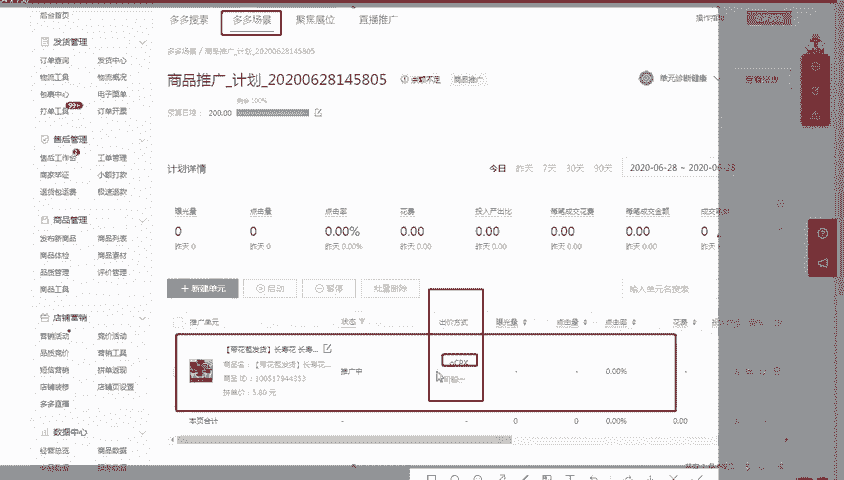 后台首页
多多搜索 多多场景 聚焦展位 直播推广
发货管理
订单查询 发货中心
物流工具 物流概况
包裹中心 电子面单
打单工具 99+ 订单开票
多多场景 / 商品推广_计划_20200628145805
商品推广_计划_20200628145805 余额不足 商品推广
单元诊断健康
预算日限： 200.00 剩余 100%
售后管理
售后工作台 2 工单管理
商家举证 小额打款
退货包运费 极速退款
计划详情
今日 昨天 7天 30天 90天 2020-06-28 ~ 2020-06-28
商品管理
发布新商品 商品列表
商品体检 商品素材
品质管理 评价管理
商品工具
曝光量 点击量 点击率 花费 投入产出比 每笔成交花费 每笔成交金额
0 0 0.00% 0.00 0.00 0.00 0.00 0
昨天 0 昨天 0 昨天 0.00% 昨天 0.00 昨天 0.00 昨天 0.00 昨天 0.00 昨天 0
+ 新建单元 启动 暂停 批量删除 输入单元名搜索
店铺营销
营销活动 竞价活动
品质竞价 营销工具
短信营销 拼单返现
店铺装修 店铺页设置
多多直播
推广单元 状态 出价方式 曝光量 点击量 点击率 花费
【带花苞发货】长寿花 长寿...
商品名：【带花苞发货】长寿花...
商品 ID：
拼单价：5.80 元
推广中 oCPX - - 0.00% -
本页合计 - - 0 0 0.00% 0.00
数据中心
经营总览 商品数据